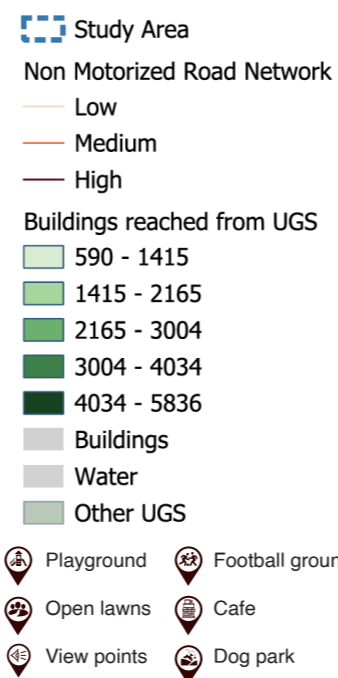 Study Area
Non Motorized Road Network
Low
Medium
High
Buildings reached from UGS
590 - 1415
1415 - 2165
2165 - 3004
3004 - 4034
4034 - 5836
Buildings
Water
Other UGS
Playground Football groun
Open lawns Cafe
View points Dog park